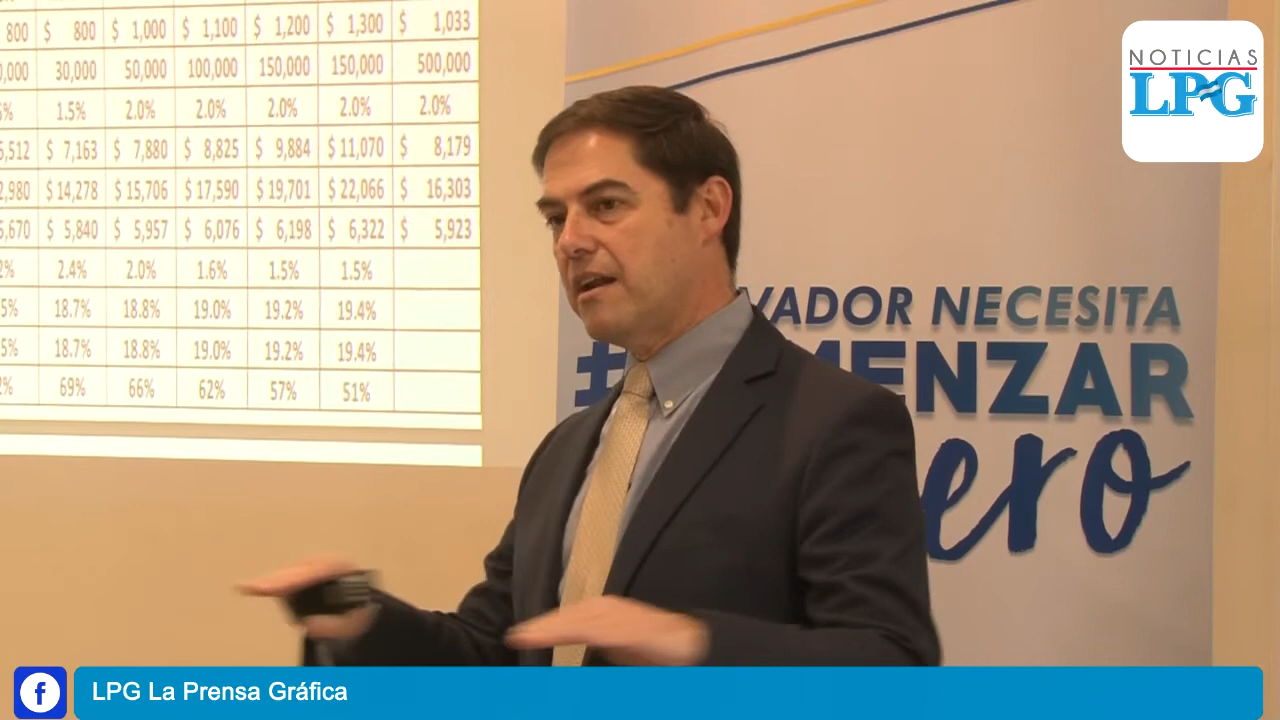 800 $ 800 $ 1,000 $ 1,100 $ 1,200 $ 1,300 $ 1,033
30,000 50,000 100,000 150,000 150,000 500,000
1.5% 2.0% 2.0% 2.0% 2.0% 2.0%
$ 7,163 $ 7,880 $ 8,825 $ 9,884 $ 11,070 $ 8,179
$ 14,278 $ 15,706 $ 17,590 $ 19,701 $ 22,066 $ 16,303
$ 5,840 $ 5,957 $ 6,076 $ 6,198 $ 6,322 $ 5,923
2.4% 2.0% 1.6% 1.5% 1.5%
18.7% 18.8% 19.0% 19.2% 19.4%
18.7% 18.8% 19.0% 19.2% 19.4%
69% 66% 62% 57% 51%
NOTICIAS
LPG
VADOR NECESITA
MENZAR
ero
LPG La Prensa Gráfica